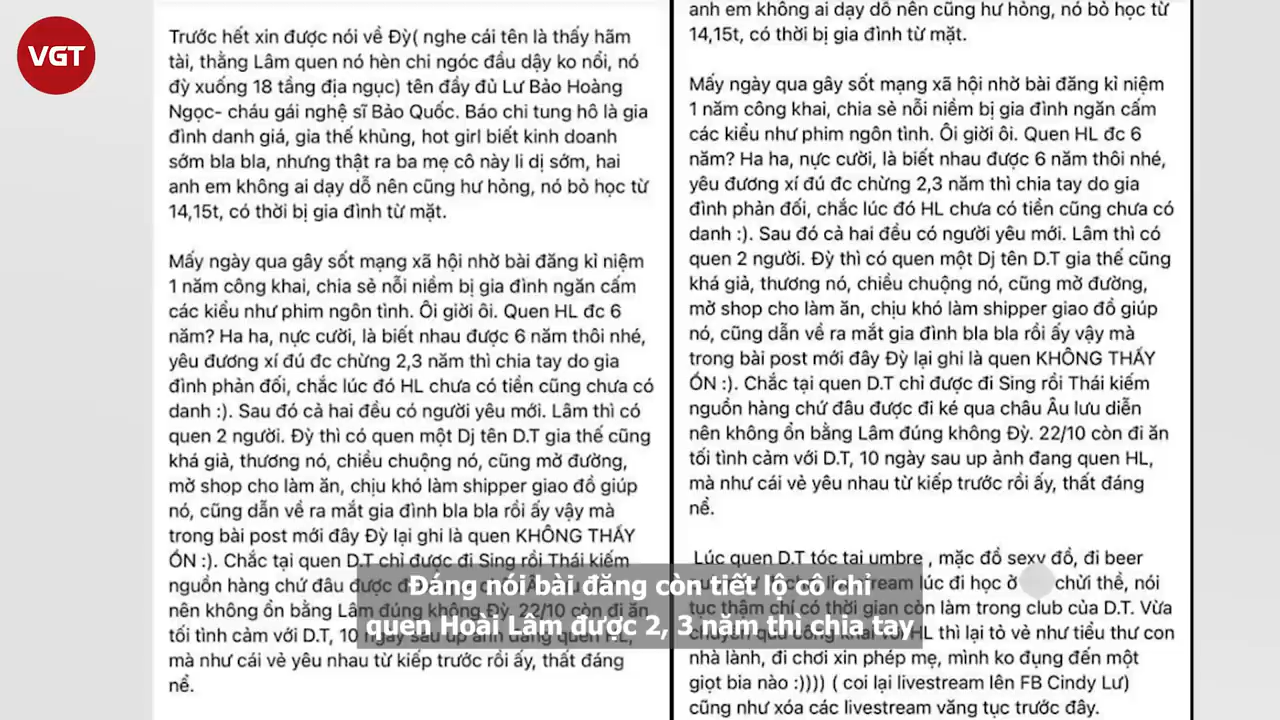 VGT
Trước hết xin được nói về Đỳ( nghe cái tên là thấy hãm
tài, thằng Lâm quen nó hèn chi ngóc đầu dậy ko nổi, nó
đỳ xuống 18 tầng địa ngục) tên đầy đủ Lư Bảo Hoàng
Ngọc- cháu gái nghệ sĩ Bảo Quốc. Báo chi tung hô là gia
đình danh giá, gia thế khủng, hot girl biết kinh doanh
sớm bla bla, nhưng thật ra ba mẹ cô này li dị sớm, hai
anh em không ai dạy dỗ nên cũng hư hỏng, nó bỏ học từ
14,15t, có thời bị gia đình từ mặt.
Mấy ngày qua gây sốt mạng xã hội nhờ bài đăng kỉ niệm
1 năm công khai, chia sẻ nỗi niềm bị gia đình ngăn cấm
các kiểu như phim ngôn tình. Ôi giời ôi. Quen HL đc 6
năm? Ha ha, nực cười, là biết nhau được 6 năm thôi nhé,
yêu đương xí đú đc chừng 2,3 năm thì chia tay do gia
đình phản đối, chắc lúc đó HL chưa có tiền cũng chưa có
danh :). Sau đó cả hai đều có người yêu mới. Lâm thì có
quen 2 người. Đỳ thì có quen một Dj tên D.T gia thế cũng
khá giả, thương nó, chiều chuộng nó, cũng mở đường,
mở shop cho làm ăn, chịu khó làm shipper giao đồ giúp
nó, cũng dẫn về ra mắt gia đình bla bla rồi ấy vậy mà
trong bài post mới đây Đỳ lại ghi là quen KHÔNG THẤY
ỔN :). Chắc tại quen D.T chỉ được đi Sing rồi Thái kiếm
nguồn hàng chứ đâu được
nên không ổn bằng Lâm đúng không Đỳ. 22/10 còn đi ăn
tối tình cảm với D.T, 10 ngày sau up ảnh đang quen HL,
mà như cái vẻ yêu nhau từ kiếp trước rồi ấy, thất đáng
nể.
anh em không ai dạy dỗ nên cũng hư hỏng, nó bỏ học từ
14,15t, có thời bị gia đình từ mặt.
Mấy ngày qua gây sốt mạng xã hội nhờ bài đăng kỉ niệm
1 năm công khai, chia sẻ nỗi niềm bị gia đình ngăn cấm
các kiểu như phim ngôn tình. Ôi giời ôi. Quen HL đc 6
năm? Ha ha, nực cười, là biết nhau được 6 năm thôi nhé,
yêu đương xí đú đc chừng 2,3 năm thì chia tay do gia
đình phản đối, chắc lúc đó HL chưa có tiền cũng chưa có
danh :). Sau đó cả hai đều có người yêu mới. Lâm thì có
quen 2 người. Đỳ thì có quen một Dj tên D.T gia thế cũng
khá giả, thương nó, chiều chuộng nó, cũng mở đường,
mở shop cho làm ăn, chịu khó làm shipper giao đồ giúp
nó, cũng dẫn về ra mắt gia đình bla bla rồi ấy vậy mà
trong bài post mới đây Đỳ lại ghi là quen KHÔNG THẤY
ỔN :). Chắc tại quen D.T chỉ được đi Sing rồi Thái kiếm
nguồn hàng chứ đâu được đi ké qua châu Âu lưu diễn
nên không ổn bằng Lâm đúng không Đỳ. 22/10 còn đi ăn
tối tình cảm với D.T, 10 ngày sau up ảnh đang quen HL,
mà như cái vẻ yêu nhau từ kiếp trước rồi ấy, thất đáng
nể.
Lúc quen D.T tóc tai umbre , mặc đồ sexy đồ, đi beer
livestream lúc đi học ở chửi thề, nói
tục thậm chí có thời gian còn làm trong club của D.T. Vừa
chuyển qua công khai với HL thì lại tỏ vẻ như tiểu thư con
nhà lành, đi chơi xin phép mẹ, mình ko đụng đến một
giọt bia nào :)))) ( coi lại livestream lên FB Cindy Lư)
cũng như xóa các livestream văng tục trước đây.
Đáng nói bài đăng còn tiết lộ cô chỉ
quen Hoài Lâm được 2, 3 năm thì chia tay